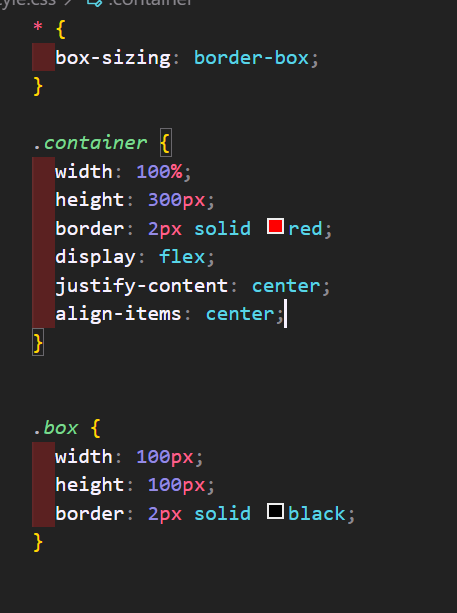 tyle.css > .container
* {
box-sizing: border-box;
}
.container {
width: 100%;
height: 300px;
border: 2px solid red;
display: flex;
justify-content: center;
align-items: center;
}
.box {
width: 100px;
height: 100px;
border: 2px solid black;
}